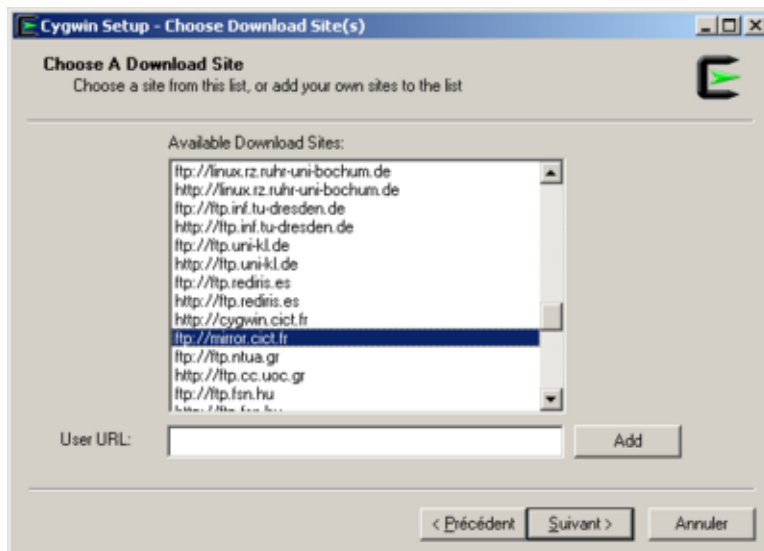 Cygwin Setup - Choose Download Site(s)
Choose A Download Site
Choose a site from this list, or add your own sites to the list
Available Download Sites:
ftp://linux.rz.ruhr-uni-bochum.de
http://linux.rz.ruhr-uni-bochum.de
ftp://ftp.inf.tu-dresden.de
http://ftp.inf.tu-dresden.de
ftp://ftp.uni-kl.de
http://ftp.uni-kl.de
ftp://ftp.rediris.es
http://ftp.rediris.es
http://cygwin.cict.fr
ftp://mirror.cict.fr
ftp://ftp.ntua.gr
http://ftp.cc.uoc.gr
ftp://ftp.fsn.hu
User URL:
Add
< Précédent
Suivant >
Annuler